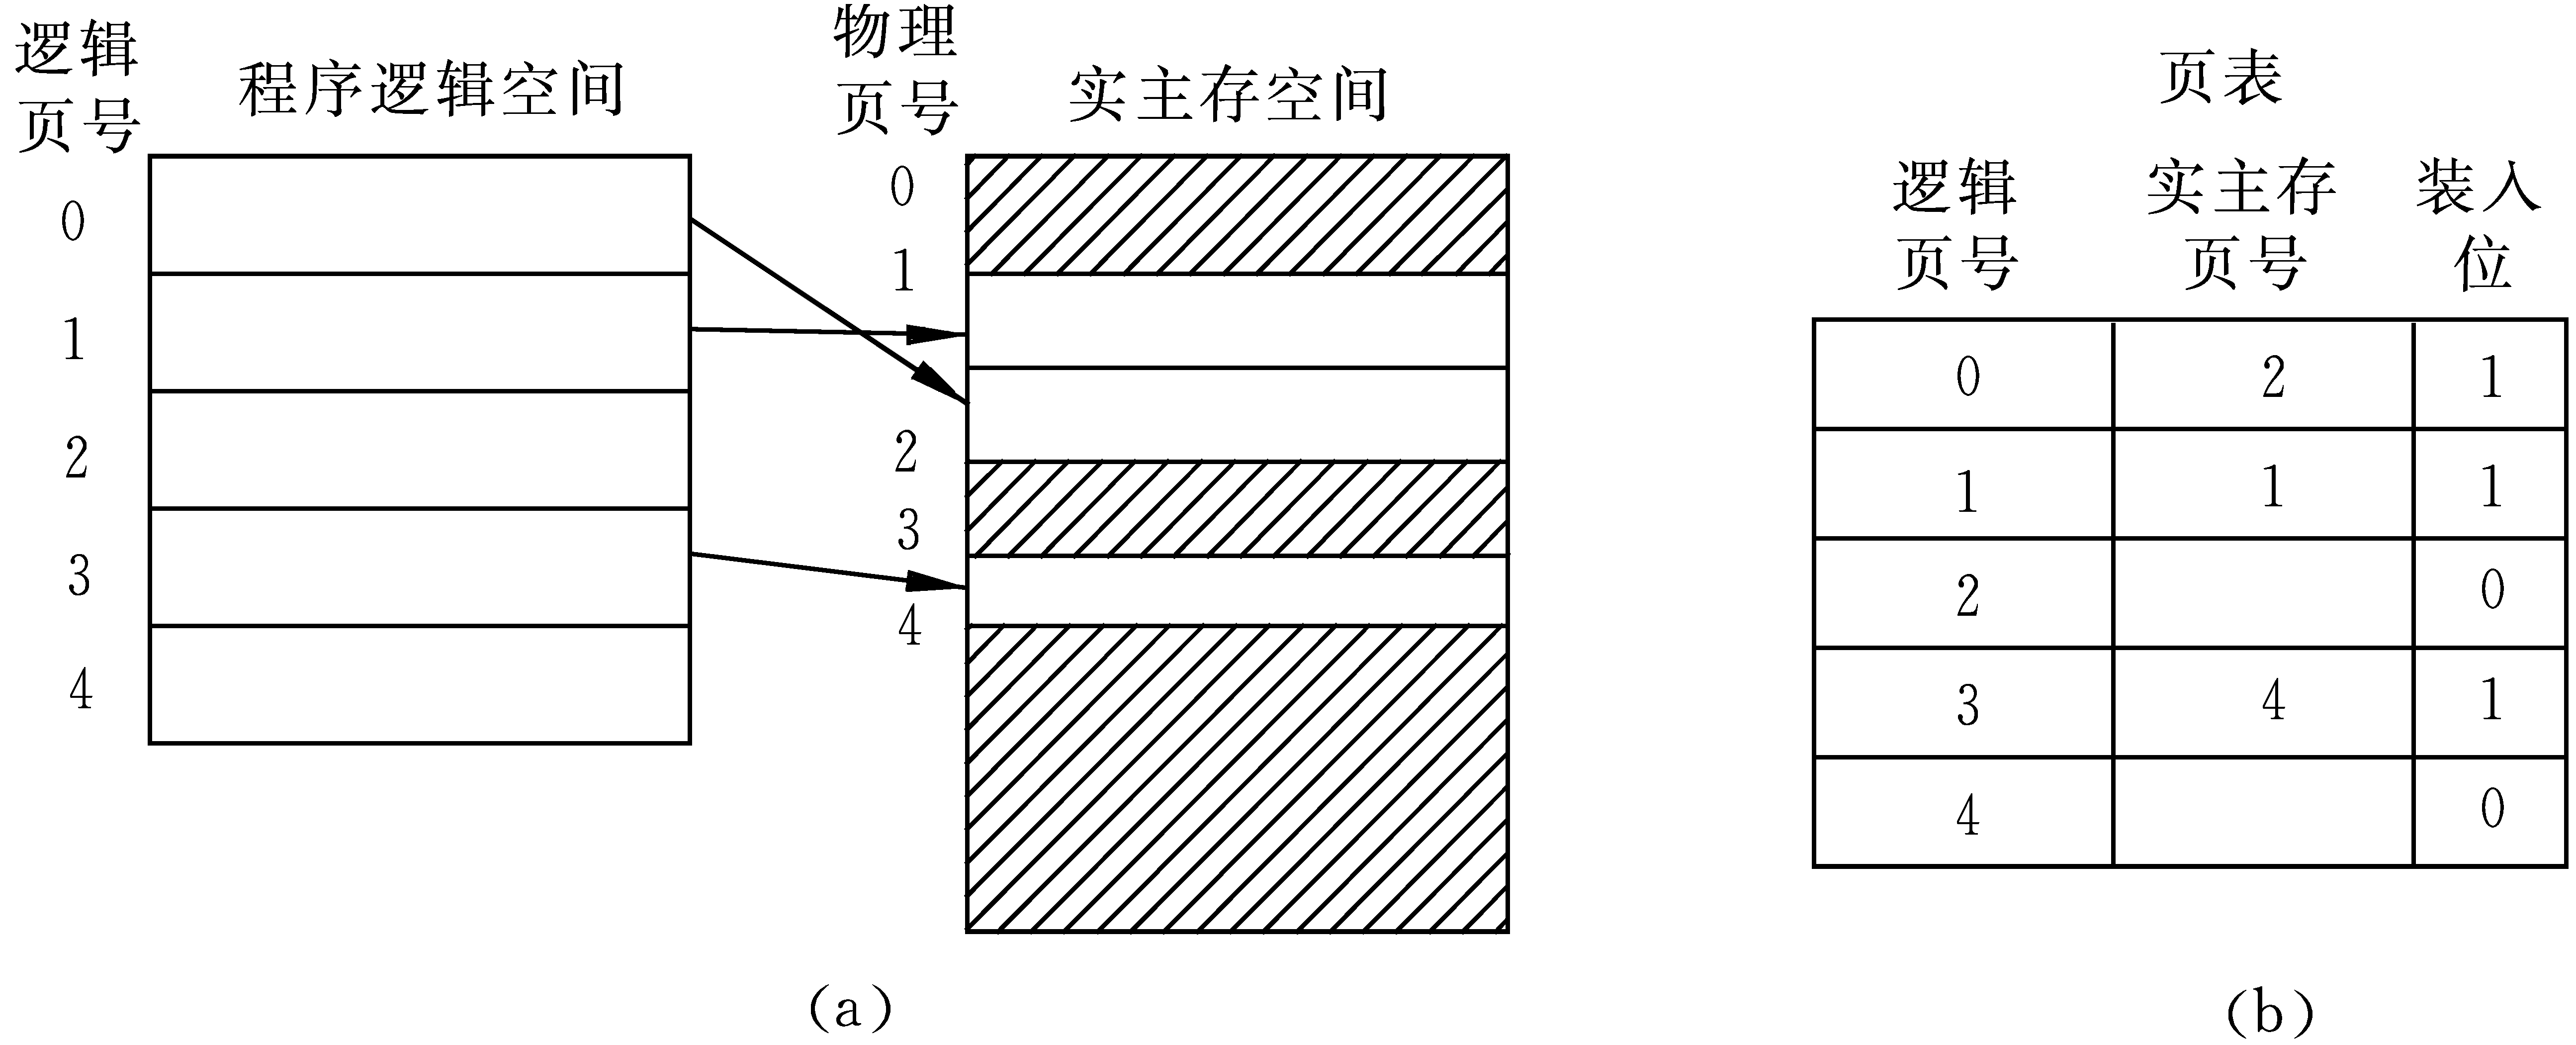 逻辑
页号
程序逻辑空间
0
1
2
3
4
物理
页号
实主存空间
0
1
2
3
4
(a)
页表
逻辑
页号
实主存
页号
装入
位
0 2 1
1 1 1
2 0
3 4 1
4 0
(b)